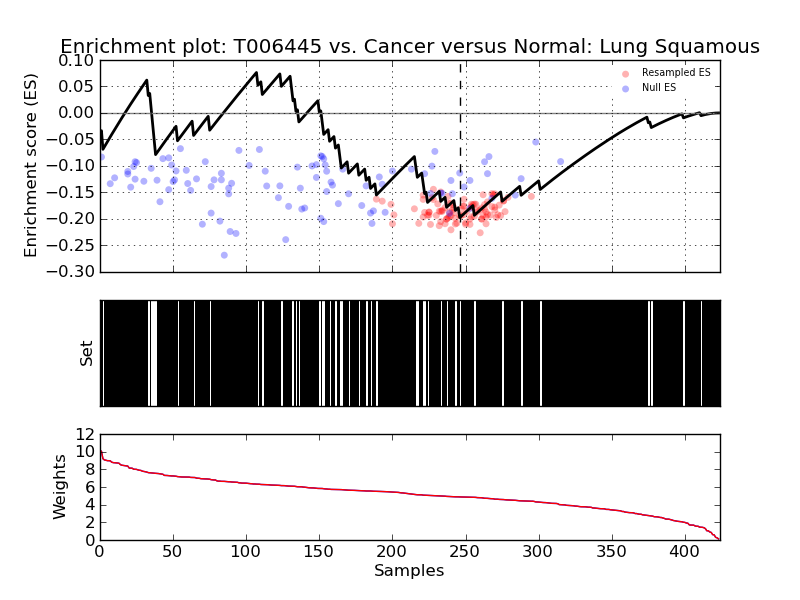 Enrichment plot: T006445 vs. Cancer versus Normal: Lung Squamous
Enrichment score (ES)
0.10
0.05
0.00
−0.05
−0.10
−0.15
−0.20
−0.25
−0.30
Resampled ES
Null ES
Set
Weights
12
10
8
6
4
2
0
0 50 100 150 200 250 300 350 400
Samples